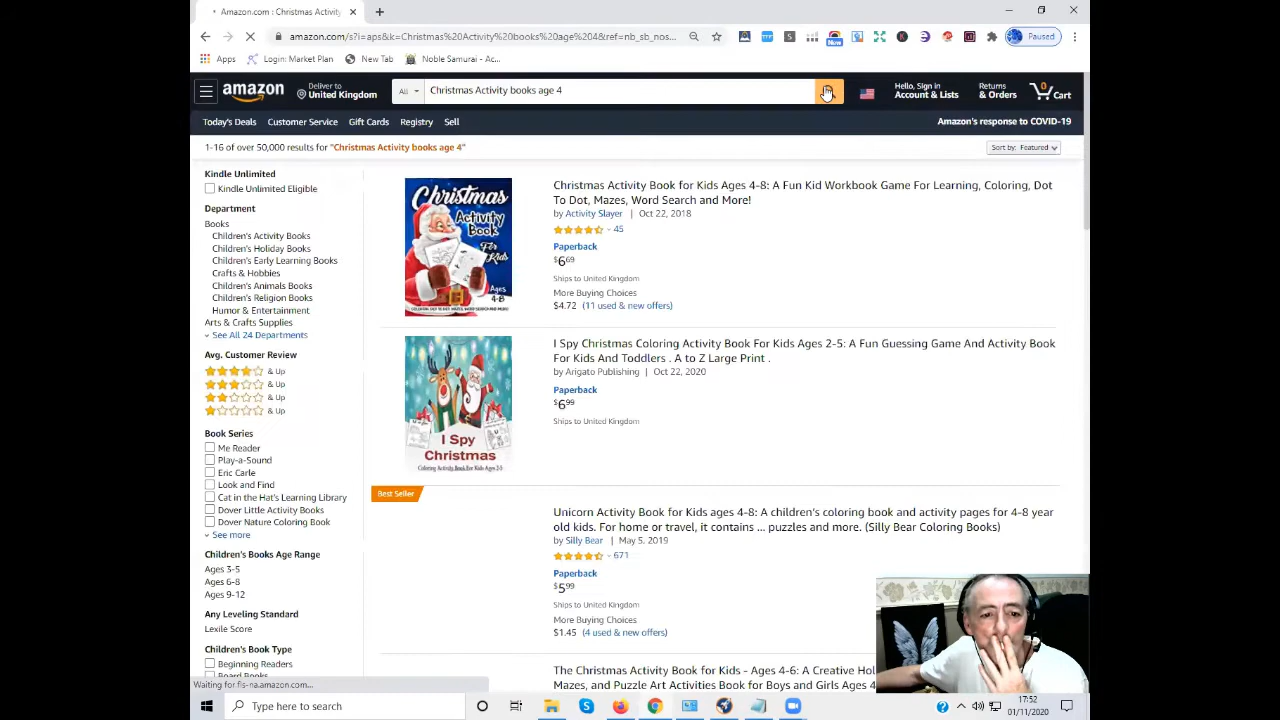 Amazon.com : Christmas Activity
amazon.com/s?i=aps&k=Christmas%20Activity%20books%20age%204&ref=nb_sb_nos...
New
Paused
Apps
Login: Market Plan
New Tab
Noble Samurai - Ac...
amazon
Deliver to
United Kingdom
All
Christmas Activity books age 4
Hello, Sign in
Account & Lists
Returns
& Orders
0
Cart
Today's Deals
Customer Service
Gift Cards
Registry
Sell
Amazon's response to COVID-19
1-16 of over 50,000 results for "Christmas Activity books age 4"
Sort by: Featured
Kindle Unlimited
Kindle Unlimited Eligible
Department
Books
Children's Activity Books
Children's Holiday Books
Children's Early Learning Books
Crafts & Hobbies
Children's Animals Books
Children's Religion Books
Humor & Entertainment
Arts & Crafts Supplies
See All 24 Departments
Avg. Customer Review
& Up
& Up
& Up
& Up
Book Series
Me Reader
Play-a-Sound
Eric Carle
Look and Find
Cat in the Hat's Learning Library
Dover Little Activity Books
Dover Nature Coloring Book
See more
Children's Books Age Range
Ages 3-5
Ages 6-8
Ages 9-12
Any Leveling Standard
Lexile Score
Children's Book Type
Beginning Readers
Board Books
Waiting for fls-na.amazon.com...
Christmas
Activity
Book
For
Kids
Ages
4-8
Christmas Activity Book for Kids Ages 4-8: A Fun Kid Workbook Game For Learning, Coloring, Dot
To Dot, Mazes, Word Search and More!
by Activity Slayer | Oct 22, 2018
45
Paperback
$6.69
Ships to United Kingdom
More Buying Choices
$4.72 (11 used & new offers)
I Spy
Christmas
Coloring Activity Book For Kids Ages 2-5
I Spy Christmas Coloring Activity Book For Kids Ages 2-5: A Fun Guessing Game And Activity Book
For Kids And Toddlers . A to Z Large Print .
by Arigato Publishing | Oct 22, 2020
Paperback
$6.99
Ships to United Kingdom
Best Seller
Unicorn Activity Book for Kids ages 4-8: A children's coloring book and activity pages for 4-8 year
old kids. For home or travel, it contains ... puzzles and more. (Silly Bear Coloring Books)
by Silly Bear | May 5, 2019
671
Paperback
$5.99
Ships to United Kingdom
More Buying Choices
$1.45 (4 used & new offers)
The Christmas Activity Book for Kids - Ages 4-6: A Creative Hol
Mazes, and Puzzle Art Activities Book for Boys and Girls Ages 4
Type here to search
17:52
01/11/2020